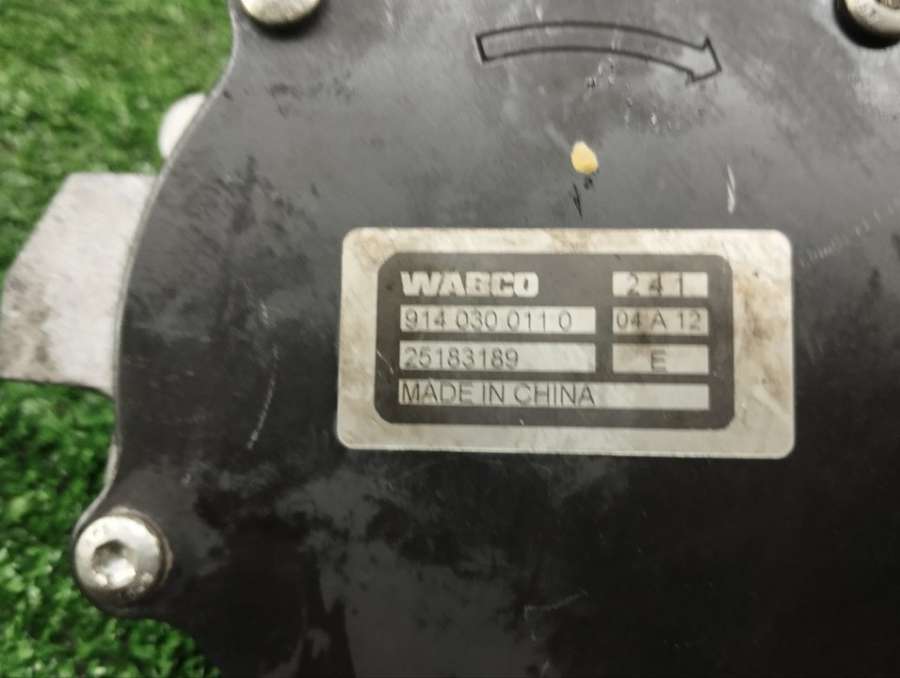 WABCO 241
914 030 011 0 04 A 12
25183189 E
MADE IN CHINA